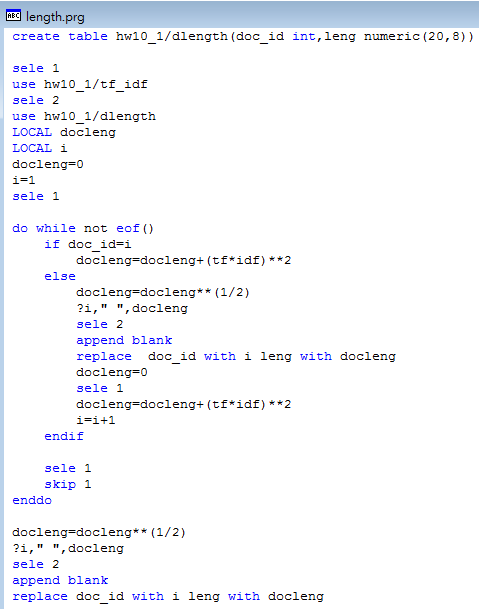 ABC length.prg
create table hw10_1/dlength(doc_id int,leng numeric(20,8))
sele 1
use hw10_1/tf_idf
sele 2
use hw10_1/dlength
LOCAL docleng
LOCAL i
docleng=0
i=1
sele 1
do while not eof()
if doc_id=i
docleng=docleng+(tf*idf)**2
else
docleng=docleng**(1/2)
?i," ",docleng
sele 2
append blank
replace  doc_id with i leng with docleng
docleng=0
sele 1
docleng=docleng+(tf*idf)**2
i=i+1
endif
sele 1
skip 1
enddo
docleng=docleng**(1/2)
?i," ",docleng
sele 2
append blank
replace doc_id with i leng with docleng